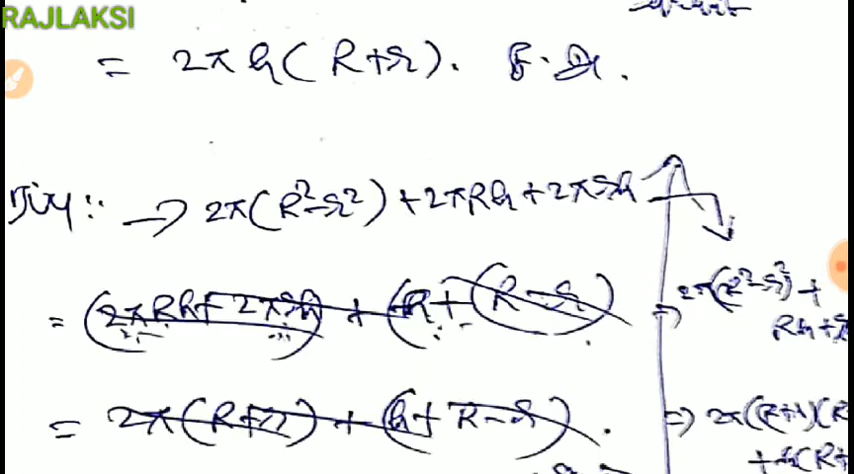 RAJLAKSI
= 2πh(R+r).
→ 2π(R²-r²)+2πRh+2πrh
= (2πRh+2πrh) + (R+(R-r)
⇒ 2π(R²-r²)+
Rh+
= 2π(R+r)+(h+R-r).
⇒ 2π((R+r)(R
+h(R+